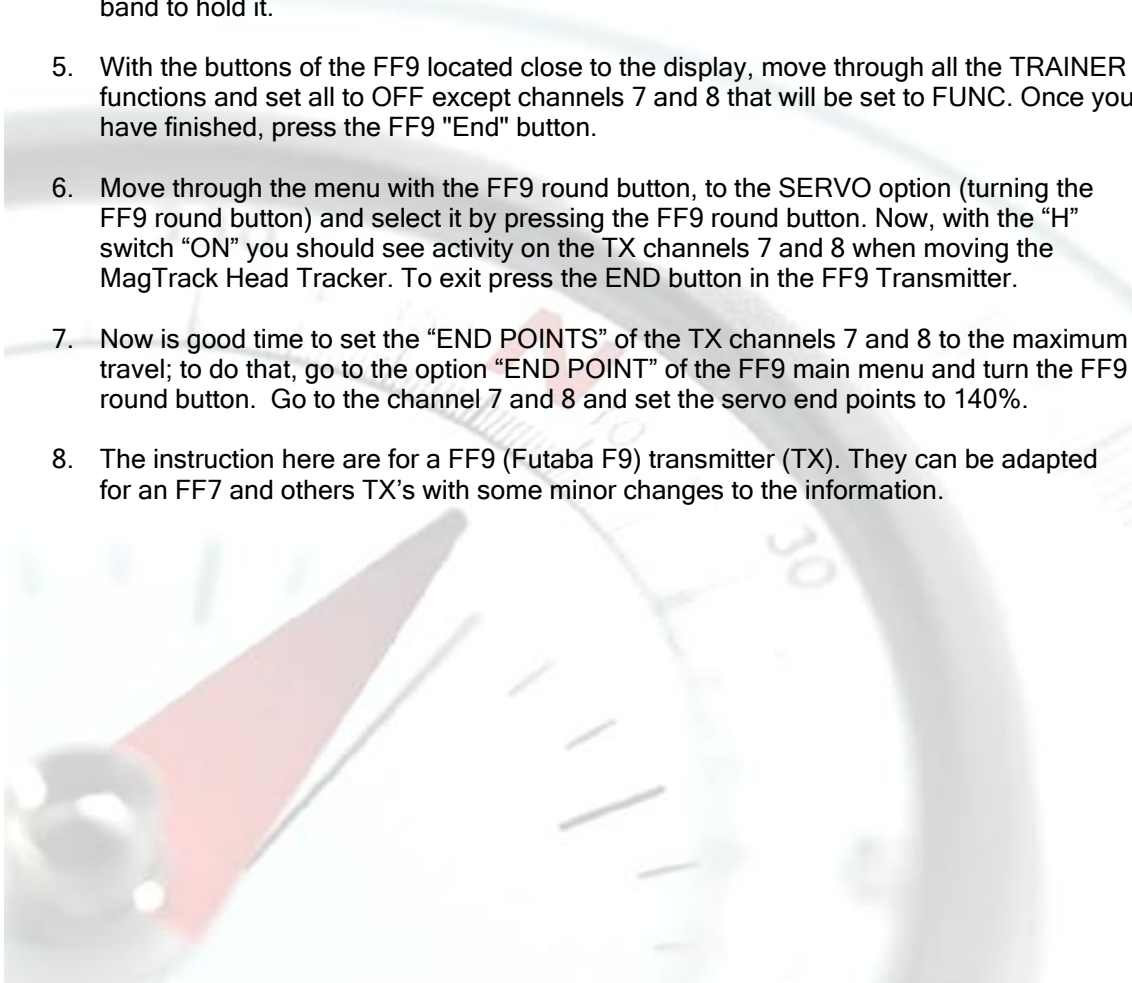 band to hold it.
5. With the buttons of the FF9 located close to the display, move through all the TRAINER
functions and set all to OFF except channels 7 and 8 that will be set to FUNC. Once you
have finished, press the FF9 "End" button.
6. Move through the menu with the FF9 round button, to the SERVO option (turning the
FF9 round button) and select it by pressing the FF9 round button. Now, with the “H”
switch “ON” you should see activity on the TX channels 7 and 8 when moving the
MagTrack Head Tracker. To exit press the END button in the FF9 Transmitter.
7. Now is good time to set the “END POINTS” of the TX channels 7 and 8 to the maximum
travel; to do that, go to the option “END POINT” of the FF9 main menu and turn the FF9
round button.  Go to the channel 7 and 8 and set the servo end points to 140%.
N
10
8. The instruction here are for a FF9 (Futaba F9) transmitter (TX). They can be adapted
for an FF7 and others TX’s with some minor changes to the information.
30